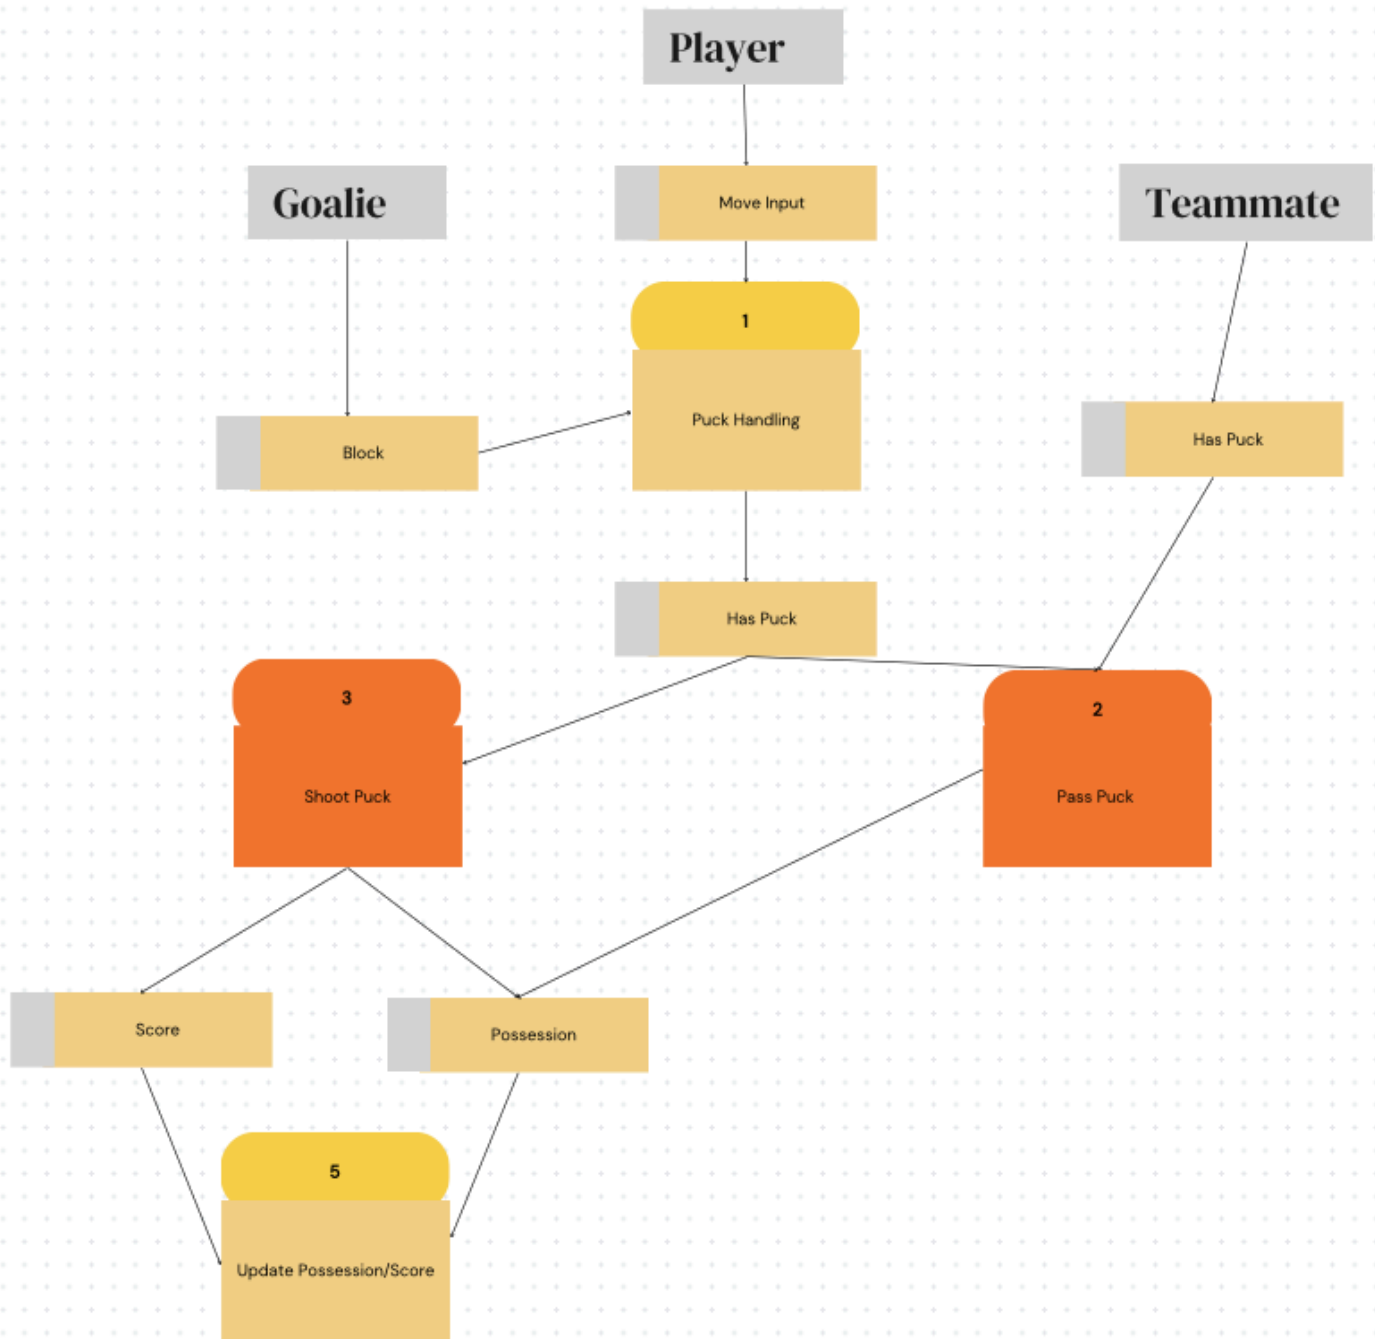 Player
Goalie
Move Input
Teammate
1
Puck Handling
Block
Has Puck
Has Puck
3
2
Shoot Puck
Pass Puck
Score
Possession
5
Update Possession/Score